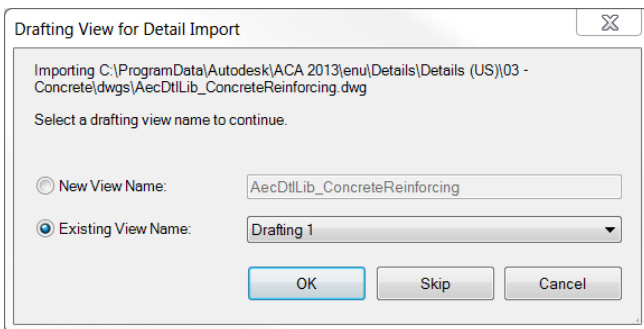 Drafting View for Detail Import
Importing C:\ProgramData\Autodesk\ACA 2013\enu\Details\Details (US)\03 -
Concrete\dwgs\AecDtlLib_ConcreteReinforcing.dwg
Select a drafting view name to continue.
New View Name: AecDtlLib_ConcreteReinforcing
Existing View Name: Drafting 1
OK Skip Cancel